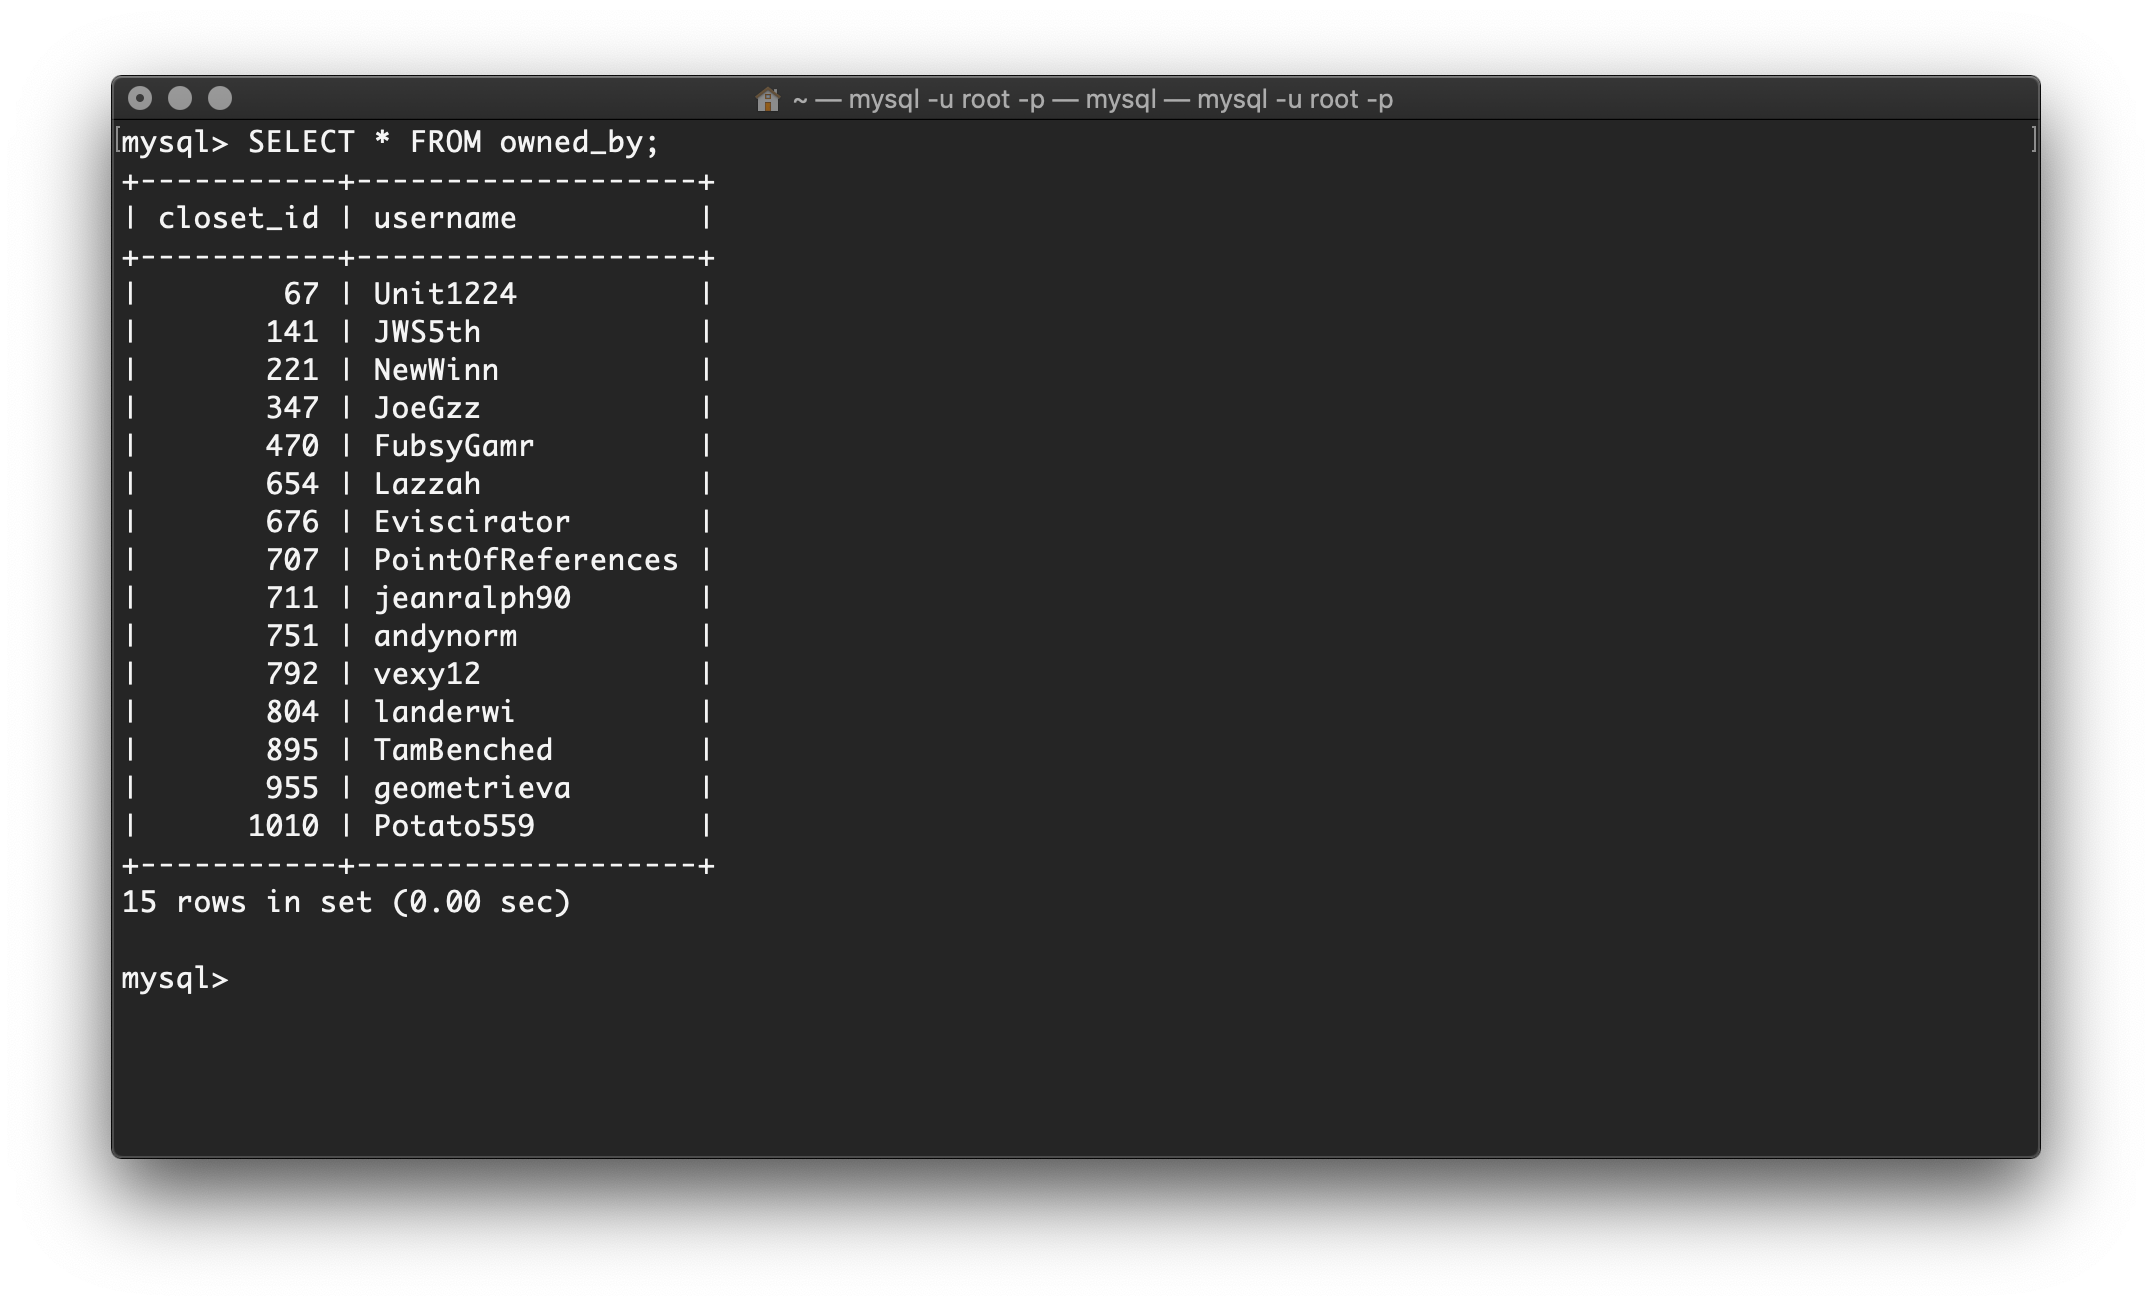 ~ — mysql -u root -p — mysql — mysql -u root -p
[mysql> SELECT * FROM owned_by; ]
+-----------+------------------+
| closet_id | username         |
+-----------+------------------+
|        67 | Unit1224         |
|       141 | JWS5th           |
|       221 | NewWinn          |
|       347 | JoeGzz           |
|       470 | FubsyGamr        |
|       654 | Lazzah           |
|       676 | Eviscirator      |
|       707 | PointOfReferences |
|       711 | jeanralph90      |
|       751 | andynorm         |
|       792 | vexy12           |
|       804 | landerwi         |
|       895 | TamBenched       |
|       955 | geometrieva      |
|      1010 | Potato559        |
+-----------+------------------+
15 rows in set (0.00 sec)
mysql>